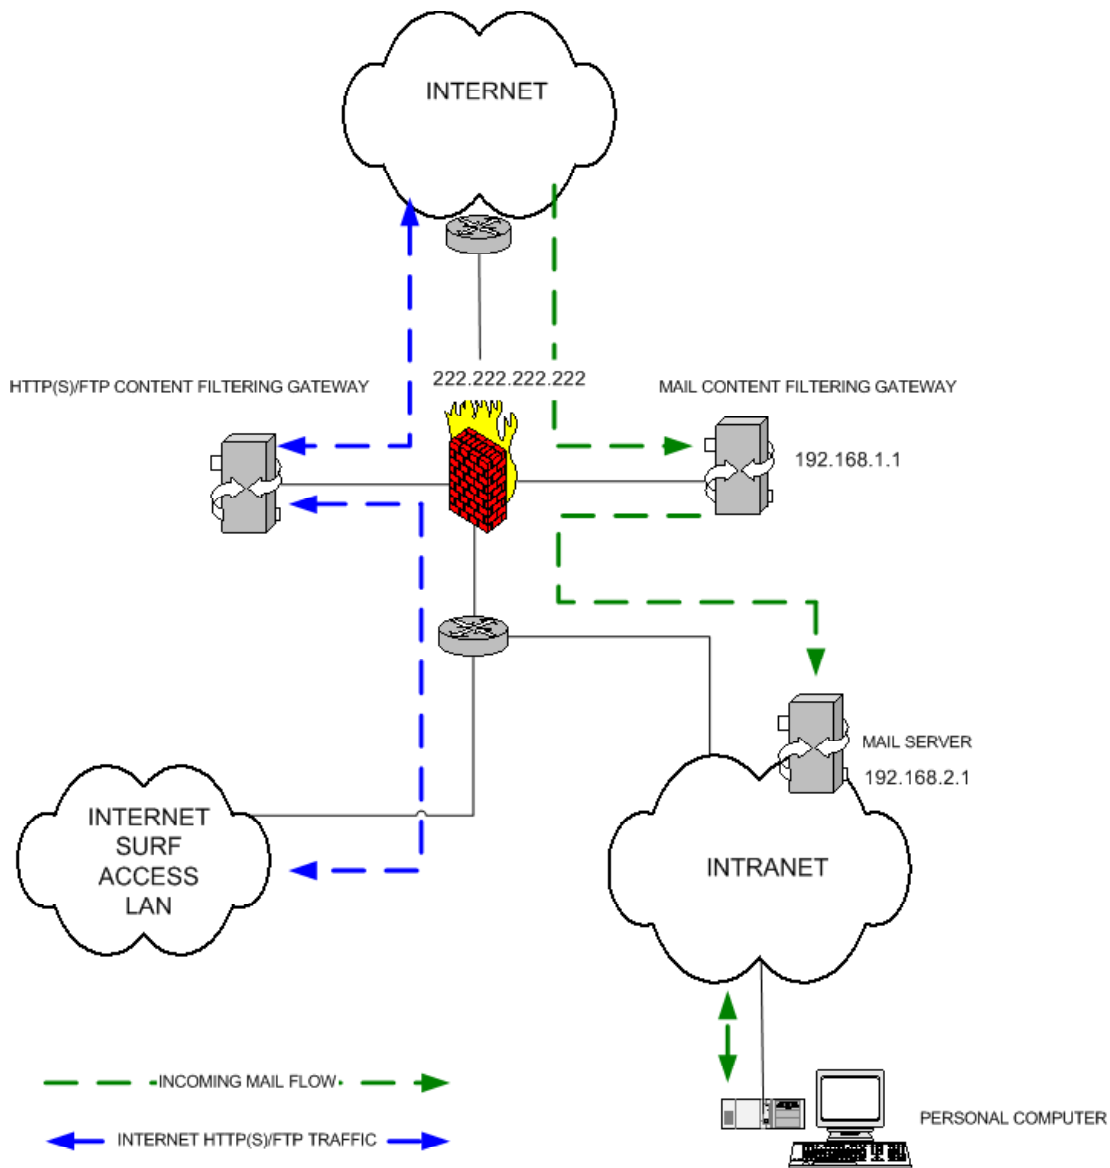 INTERNET
222.222.222.222
HTTP(S)/FTP CONTENT FILTERING GATEWAY
MAIL CONTENT FILTERING GATEWAY
192.168.1.1
MAIL SERVER
192.168.2.1
INTERNET
SURF
ACCESS
LAN
INTRANET
INCOMING MAIL FLOW
INTERNET HTTP(S)/FTP TRAFFIC
PERSONAL COMPUTER